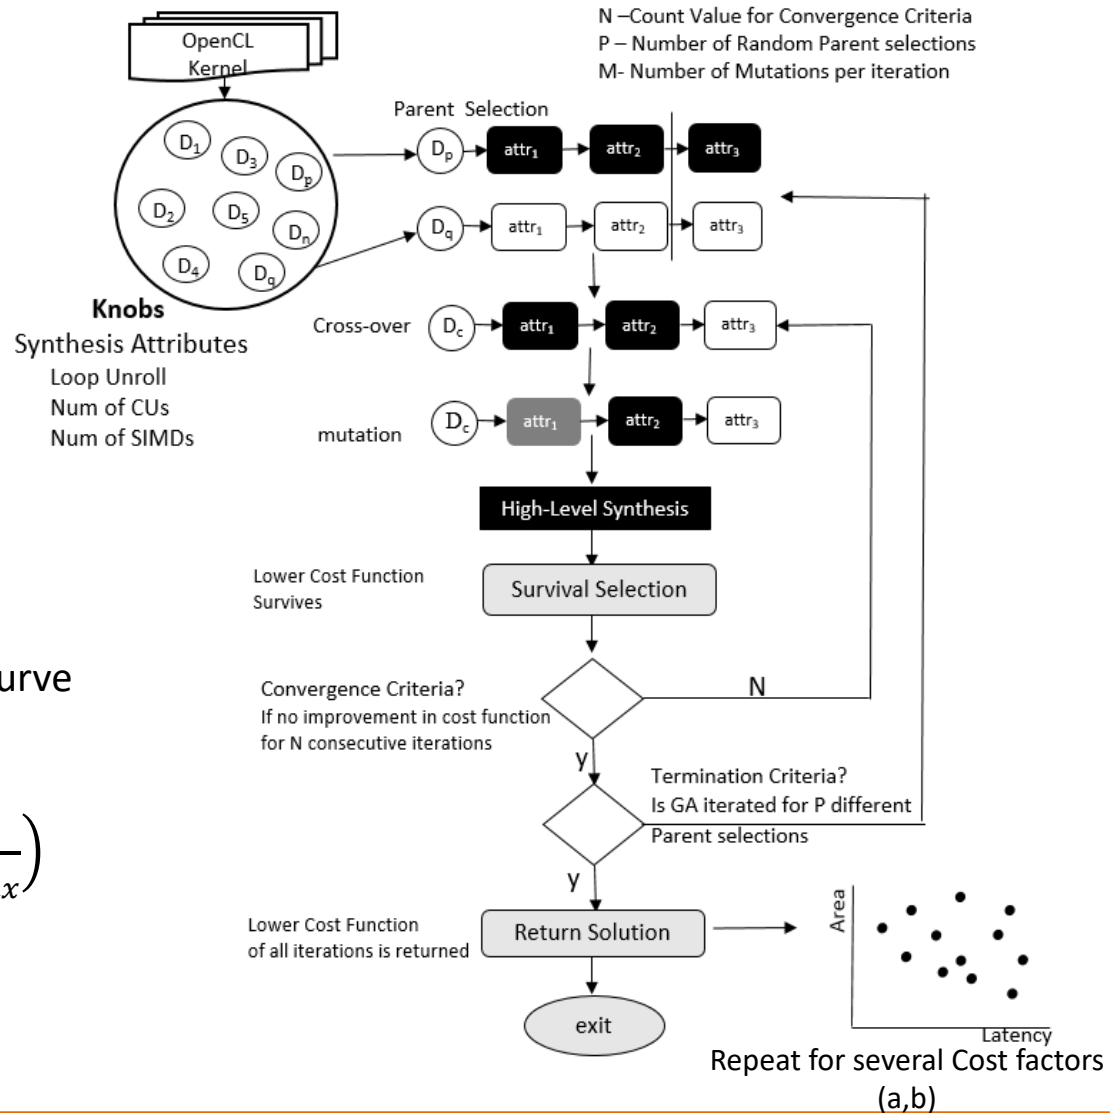 OpenCL
Kernel
N –Count Value for Convergence Criteria
P – Number of Random Parent selections
M- Number of Mutations per iteration
Parent Selection
D1
D3
Dp
D2
D5
Dn
D4
Dq
Dp attr1 attr2 attr3
Dq attr1 attr2 attr3
Knobs
Synthesis Attributes
Loop Unroll
Num of CUs
Num of SIMDs
Cross-over Dc attr1 attr2 attr3
mutation Dc attr1 attr2 attr3
High-Level Synthesis
Lower Cost Function
Survives
Survival Selection
urve
Convergence Criteria?
If no improvement in cost function
for N consecutive iterations
N
y
Termination Criteria?
Is GA iterated for P different
Parent selections
x)
y
Lower Cost Function
of all iterations is returned
Return Solution
Area
Latency
exit
Repeat for several Cost factors
(a,b)